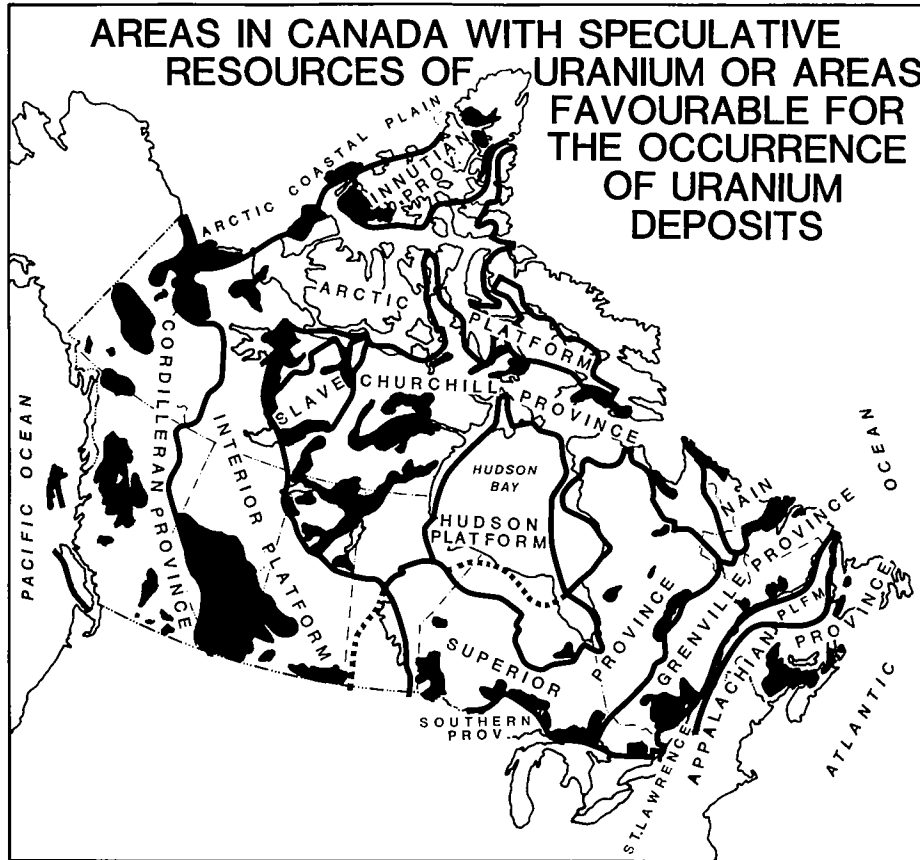 AREAS IN CANADA WITH SPECULATIVE
RESOURCES OF URANIUM OR AREAS
FAVOURABLE FOR
THE OCCURRENCE
OF URANIUM
DEPOSITS
ARCTIC COASTAL PLAIN
INNUTIAN
PROV.
ARCTIC
PLATFORM
CORDILLERAN PROVINCE
INTERIOR PLATFORM
SLAVE
CHURCHILL
PROVINCE
HUDSON
BAY
HUDSON
PLATFORM
NAIN
PACIFIC OCEAN
SUPERIOR
PROVINCE
GRENVILLE PROVINCE
SOUTHERN
PROV.
ST. LAWRENCE
PLFM
APPALACHIAN
PROVINCE
ATLANTIC
OCEAN